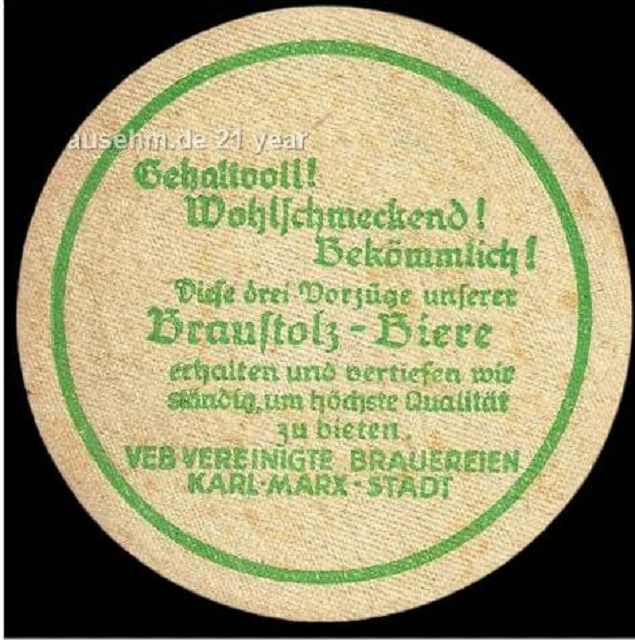 ausehm.de 21 year
Gehaltvoll!
Wohlschmeckend!
Bekömmlich!
Diese drei Vorzüge unserer
Braustolz-Biere
erhalten und vertiefen wir
ständig, um höchste Qualität
zu bieten.
VEB VEREINIGTE BRAUEREIEN
KARL-MARX-STADT